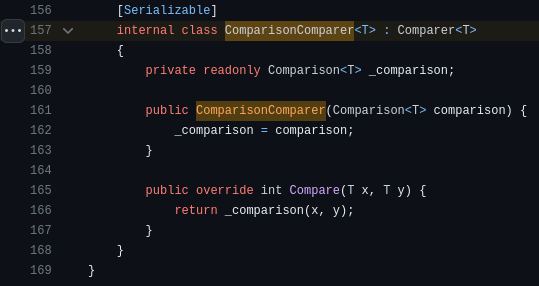 156 [Serializable]
157 internal class ComparisonComparer<T> : Comparer<T>
158 {
159 private readonly Comparison<T> _comparison;
160
161 public ComparisonComparer(Comparison<T> comparison) {
162 _comparison = comparison;
163 }
164
165 public override int Compare(T x, T y) {
166 return _comparison(x, y);
167 }
168 }
169 }